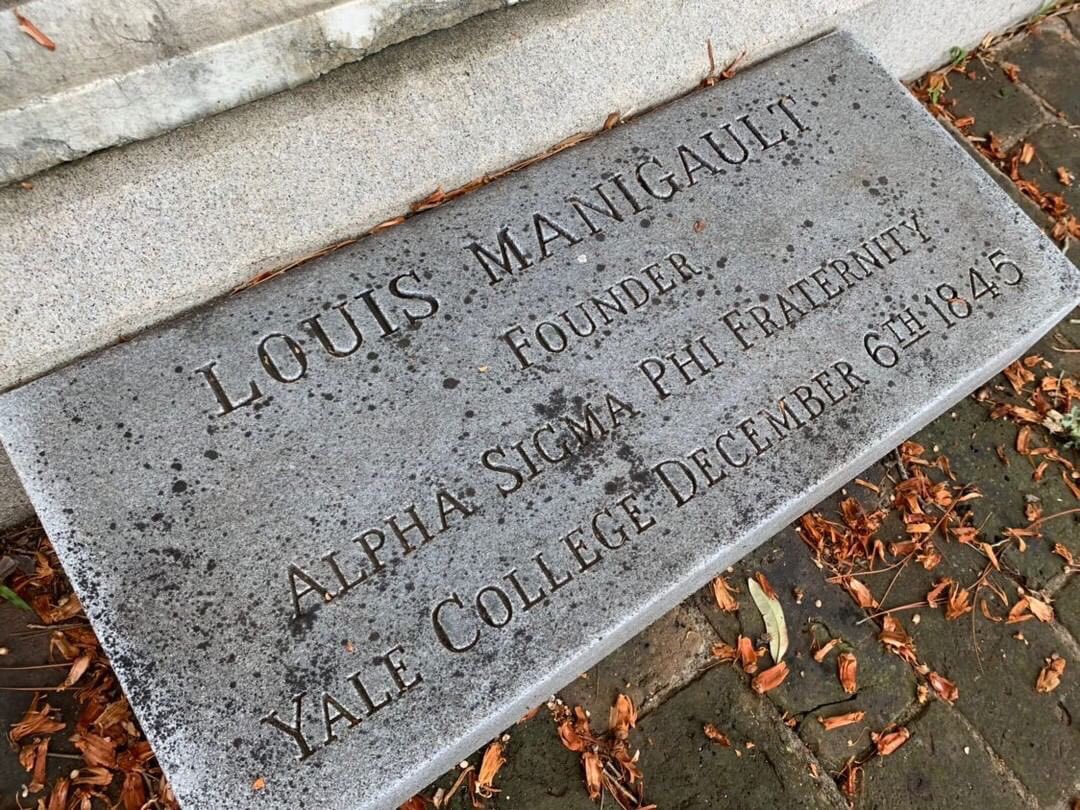 LOUIS MANIGAULT
FOUNDER
ALPHA SIGMA PHI FRATERNITY
YALE COLLEGE DECEMBER 6TH 1845